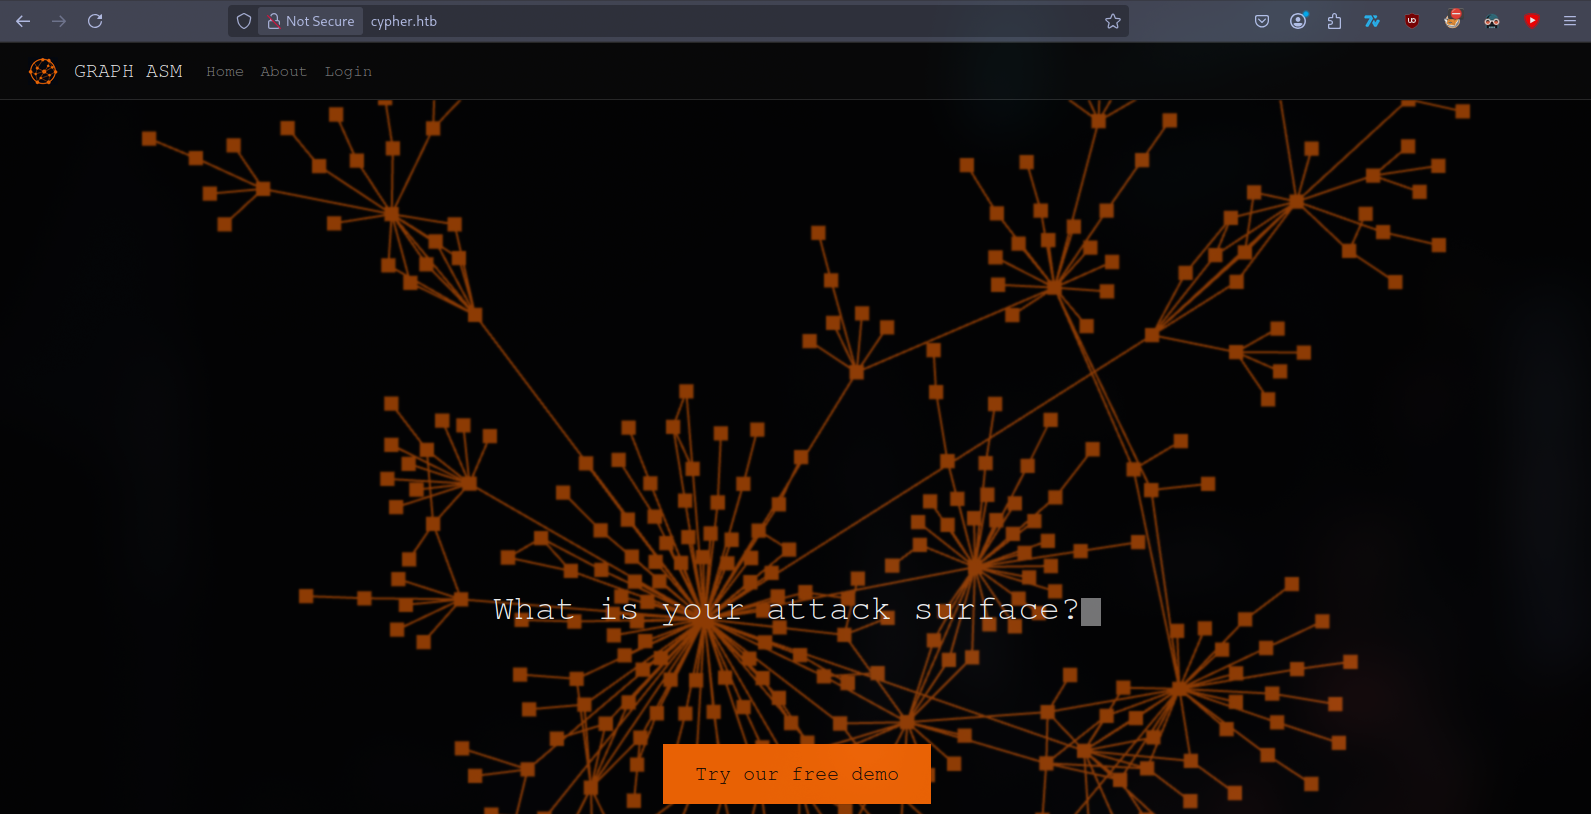 Not Secure cypher.htb
GRAPH ASM Home About Login
What is your attack surface?
Try our free demo